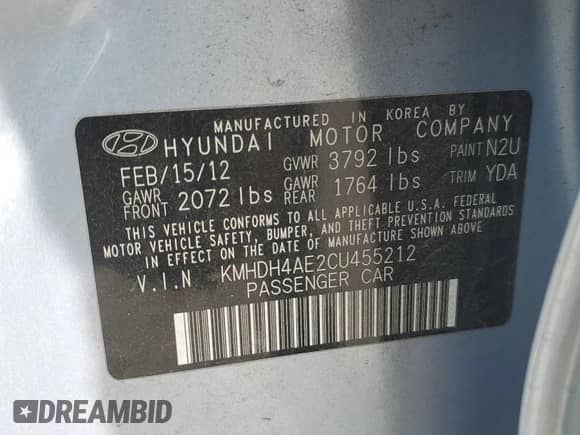 MANUFACTURED IN KOREA BY
HYUNDAI MOTOR COMPANY
FEB/15/12 GVWR 3792 lbs PAINT N2U
GAWR FRONT 2072 lbs GAWR REAR 1764 lbs TRIM YDA
THIS VEHICLE CONFORMS TO ALL APPLICABLE U.S.A. FEDERAL
MOTOR VEHICLE SAFETY, BUMPER, AND THEFT PREVENTION STANDARDS
IN EFFECT ON THE DATE OF MANUFACTURE SHOWN ABOVE
V.I.N KMHDH4AE2CU455212
PASSENGER CAR
DREAMBID